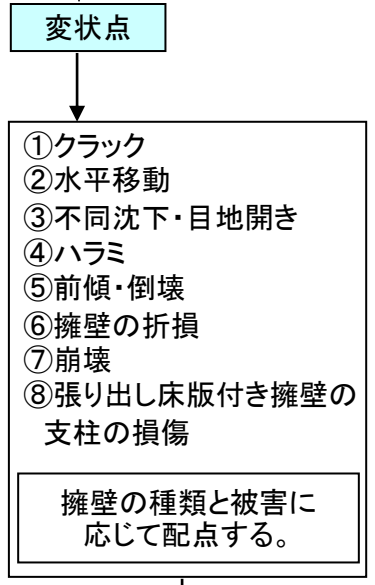 変状点
①クラック
②水平移動
③不同沈下・目地開き
④ハラミ
⑤前傾・倒壊
⑥擁壁の折損
⑦崩壊
⑧張り出し床版付き擁壁の
支柱の損傷
擁壁の種類と被害に
応じて配点する。